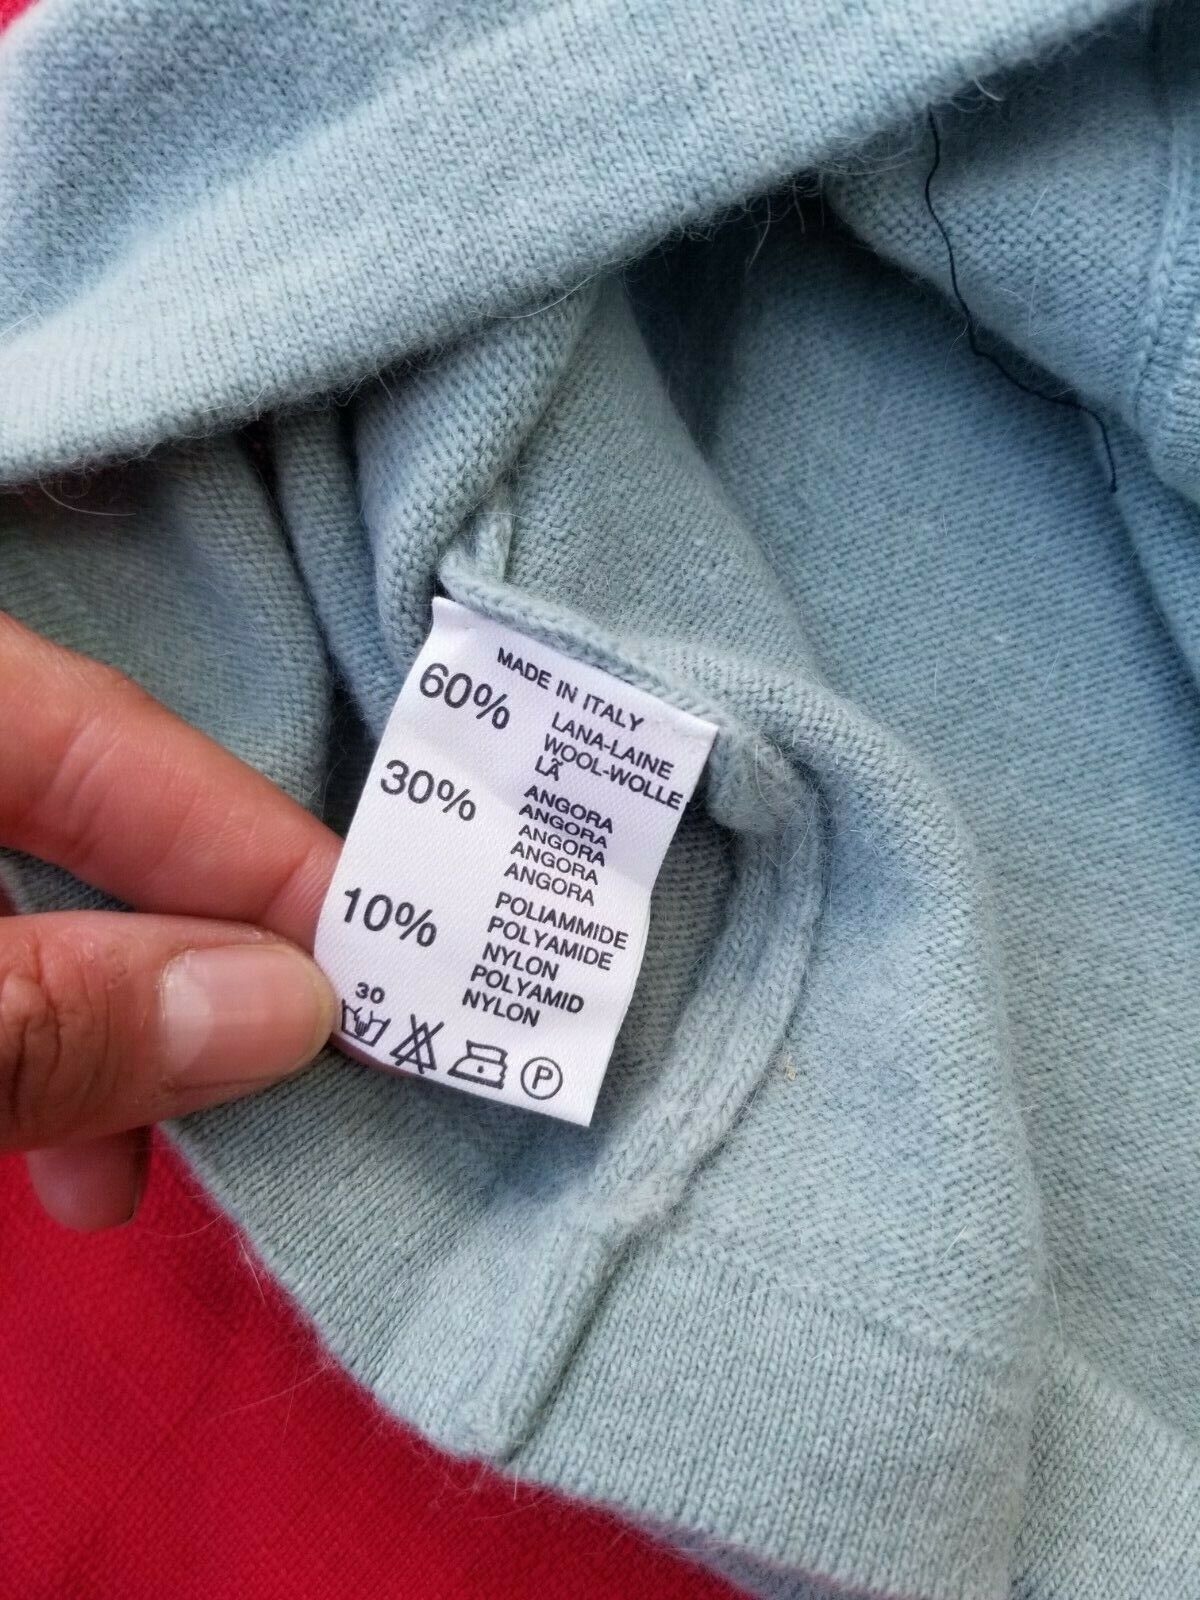 MADE IN ITALY
60% LANA-LAINE
WOOL-WOLLE
LÃ
30% ANGORA
ANGORA
ANGORA
ANGORA
ANGORA
10% POLIAMMIDE
POLYAMIDE
NYLON
POLYAMID
NYLON
30
P